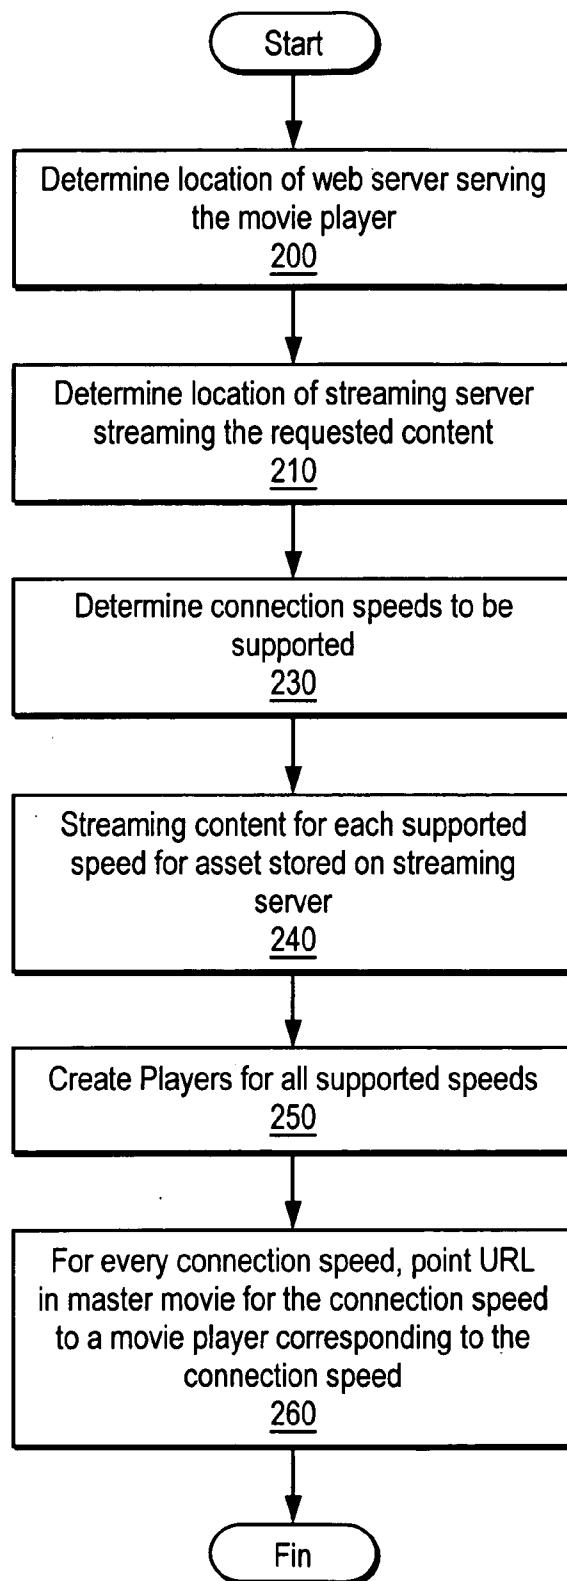 Start
Determine location of web server serving
the movie player
200
Determine location of streaming server
streaming the requested content
210
Determine connection speeds to be
supported
230
Streaming content for each supported
speed for asset stored on streaming
server
240
Create Players for all supported speeds
250
For every connection speed, point URL
in master movie for the connection speed
to a movie player corresponding to the
connection speed
260
Fin